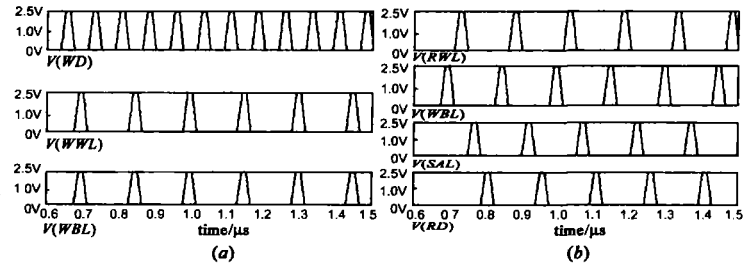 2.5V
1.0V
0V
V(WD)
2.5V
1.0V
0V
V(WWL)
2.5V
1.0V
0V
0.6 0.7 0.8 0.9 1.0 1.1 1.2 1.3 1.4 1.5
V(WBL) time/μs
(a)
2.5V
1.0V
0V
V(RWL)
2.5V
1.0V
0V
V(WBL)
2.5V
1.0V
0V
V(SAL)
2.5V
1.0V
0V
0.6 0.7 0.8 0.9 1.0 1.1 1.2 1.3 1.4 1.5
V(RD) time/μs
(b)